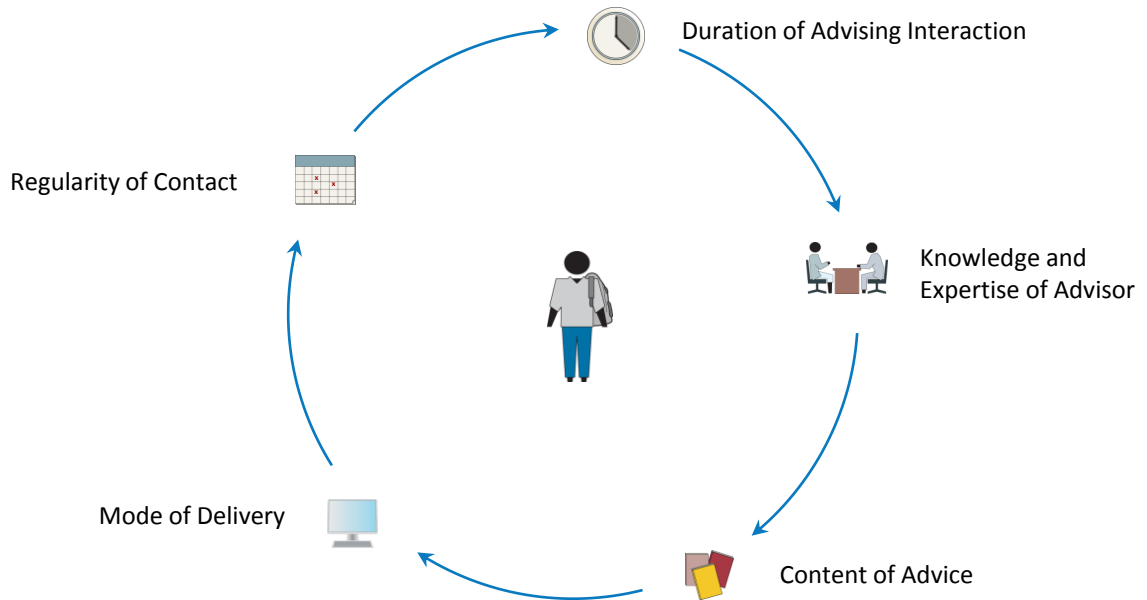 Duration of Advising Interaction
Regularity of Contact
Knowledge and
Expertise of Advisor
Mode of Delivery
Content of Advice